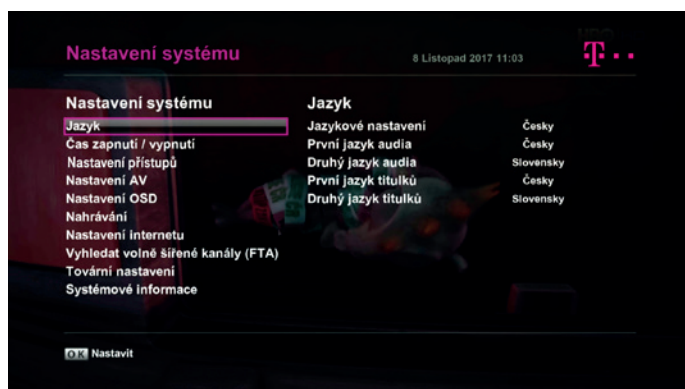 Nastavení systému
8 Listopad 2017 11:03
T
Nastavení systému
Jazyk
Čas zapnutí / vypnutí
Nastavení přístupů
Nastavení AV
Nastavení OSD
Nahrávání
Nastavení internetu
Vyhledat volně šířené kanály (FTA)
Tovární nastavení
Systémové informace
Jazyk
Jazykové nastavení Česky
První jazyk audia Česky
Druhý jazyk audia Slovensky
První jazyk titulků Česky
Druhý jazyk titulků Slovensky
OK Nastavit